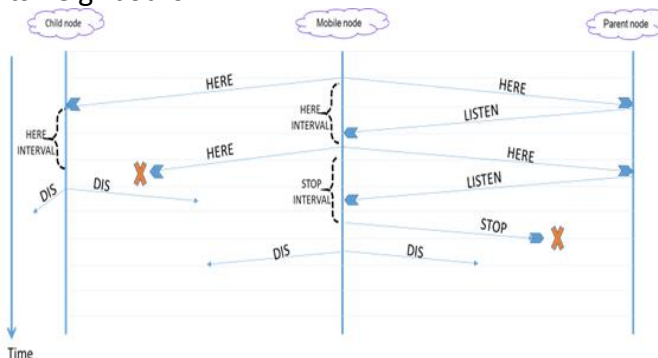 Child node
Mobile node
Parent node
HERE
HERE
LISTEN
HERE
INTERVAL
HERE
INTERVAL
HERE
HERE
LISTEN
DIS
DIS
STOP
INTERVAL
STOP
DIS
DIS
Time